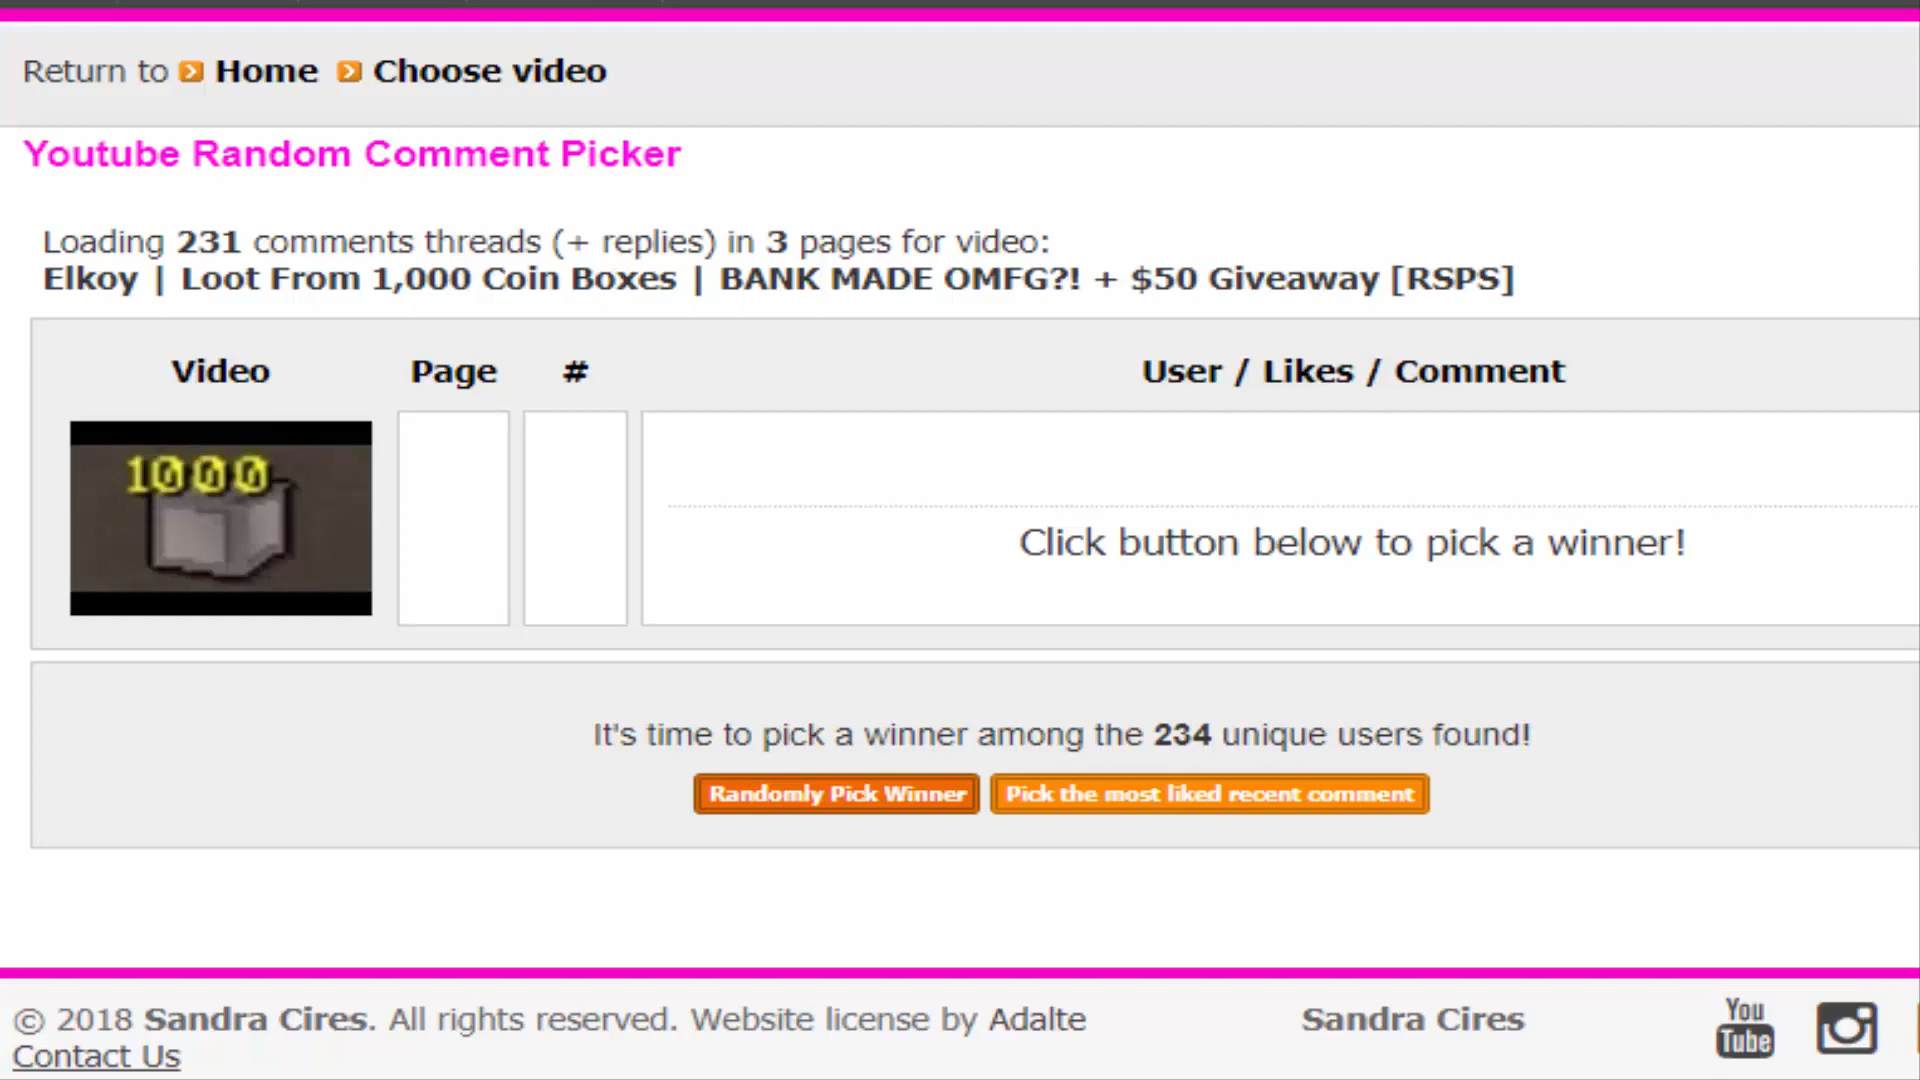 Return to Home Choose video
Youtube Random Comment Picker
Loading 231 comments threads (+ replies) in 3 pages for video:
Elkoy | Loot From 1,000 Coin Boxes | BANK MADE OMFG?! + $50 Giveaway [RSPS]
Video Page # User / Likes / Comment
1000
Click button below to pick a winner!
It's time to pick a winner among the 234 unique users found!
Randomly Pick Winner Pick the most liked recent comment
© 2018 Sandra Cires. All rights reserved. Website license by Adalte Sandra Cires You Tube
Contact Us